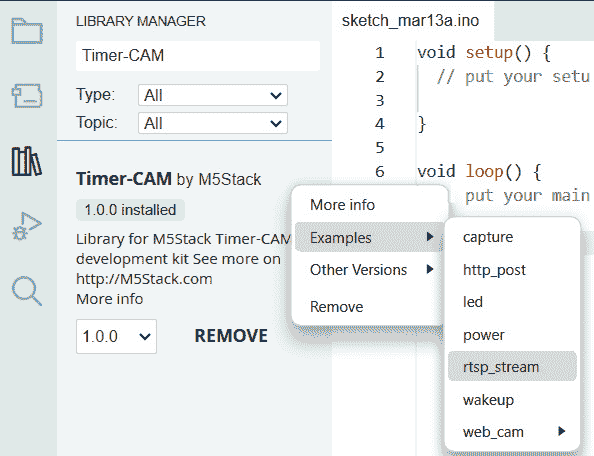 LIBRARY MANAGER
Timer-CAM
Type: All
Topic: All
Timer-CAM by M5Stack
1.0.0 installed
Library for M5Stack Timer-CAM
development kit See more on
http://M5Stack.com
More info
1.0.0 REMOVE
sketch_mar13a.ino
1 void setup() {
2 // put your setu
3
4 }
6 void loop() {
put your main
More info
Examples
Other Versions
Remove
capture
http_post
led
power
rtsp_stream
wakeup
web_cam